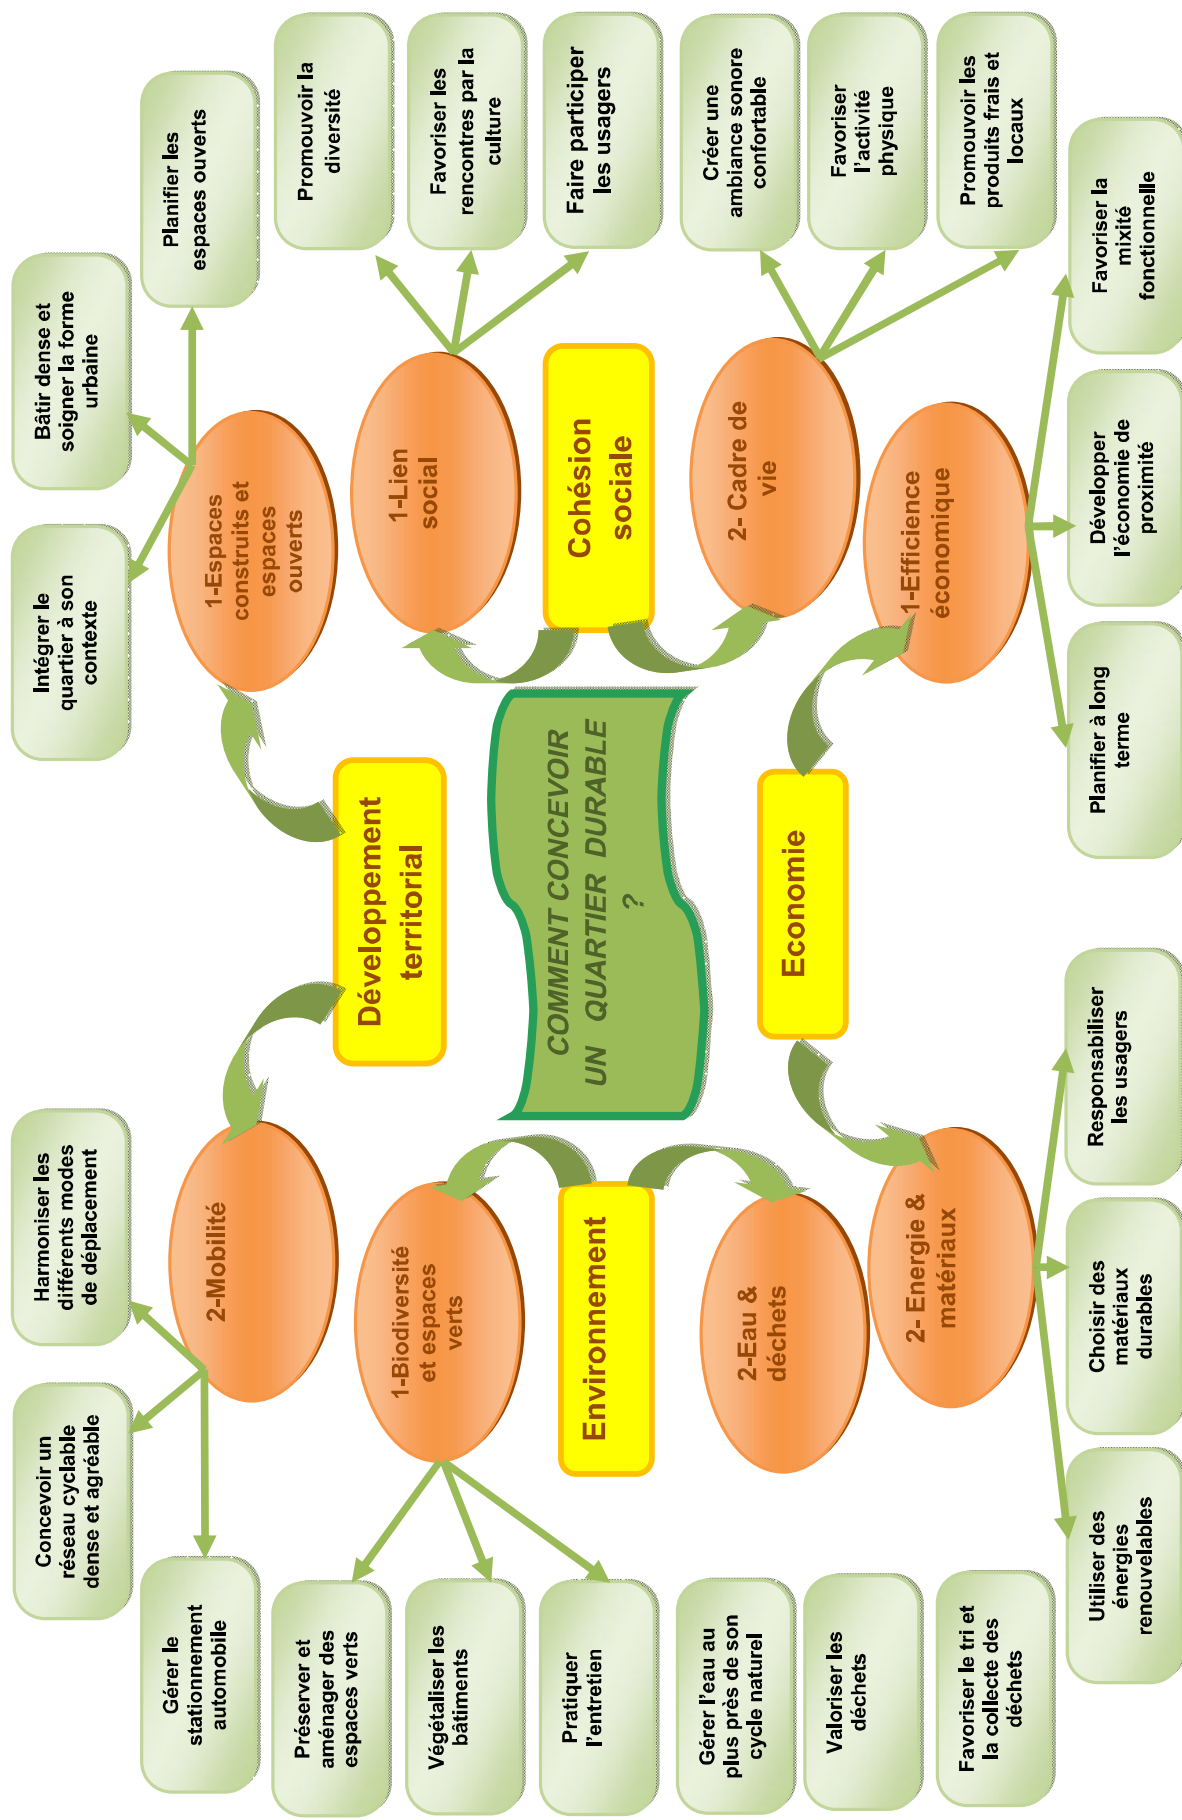 Concevoir un
réseau cyclable
dense et agréable
Harmoniser les
différents modes
de déplacement
Intégrer le
quartier à son
contexte
Bâtir dense et
soigner la forme
urbaine
Gérer le
stationnement
automobile
Planifier les
espaces ouverts
2-Mobilité
1-Espaces
construits et
espaces
ouverts
Préserver et
aménager des
espaces verts
Végétaliser les
bâtiments
Pratiquer
l'entretien
1-Biodiversité
et espaces
verts
Développement
territorial
1-Lien
social
Promouvoir la
diversité
Favoriser les
rencontres par la
culture
Faire participer
les usagers
Environnement
COMMENT CONCEVOIR
UN QUARTIER DURABLE
?
Cohésion
sociale
Gérer l'eau au
plus près de son
cycle naturel
Valoriser les
déchets
Favoriser le tri et
la collecte des
déchets
2-Eau &
déchets
Economie
2- Cadre de
vie
Créer une
ambiance sonore
confortable
Favoriser
l'activité
physique
Promouvoir les
produits frais et
locaux
2- Energie &
matériaux
1-Efficience
économique
Utiliser des
énergies
renouvelables
Choisir des
matériaux
durables
Responsabiliser
les usagers
Planifier à long
terme
Développer
l'économie de
proximité
Favoriser la
mixité
fonctionnelle